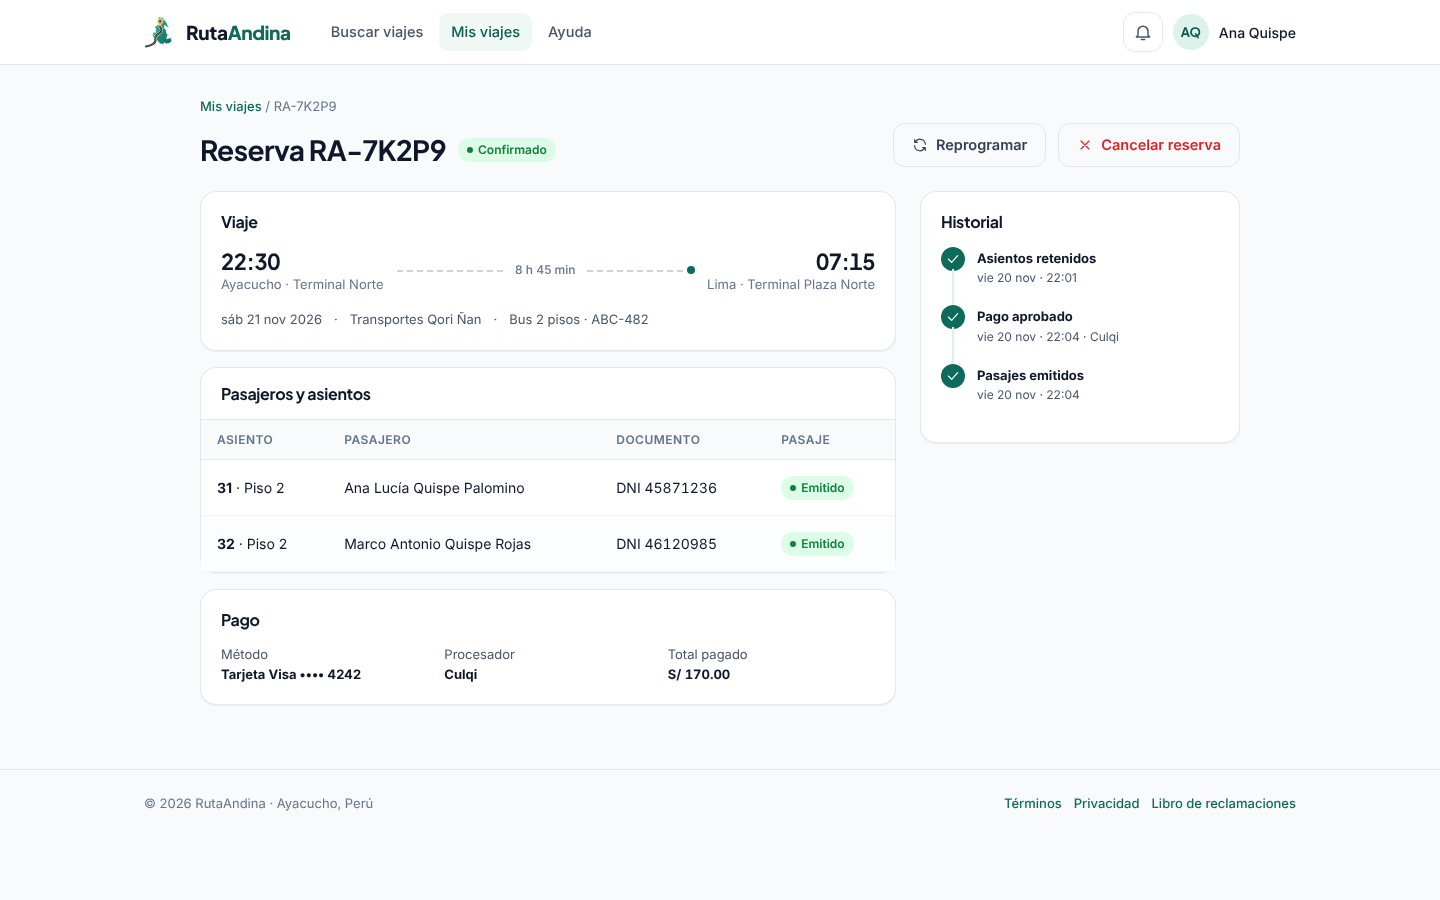 RutaAndina
Buscar viajes
Mis viajes
Ayuda
AQ
Ana Quispe
Mis viajes / RA-7K2P9
Reserva RA-7K2P9
Confirmado
Reprogramar
Cancelar reserva
Viaje
22:30
Ayacucho · Terminal Norte
8 h 45 min
07:15
Lima · Terminal Plaza Norte
sáb 21 nov 2026 · Transportes Qori Ñan · Bus 2 pisos · ABC-482
Pasajeros y asientos
ASIENTO PASAJERO DOCUMENTO PASAJE
31 · Piso 2 Ana Lucía Quispe Palomino DNI 45871236 Emitido
32 · Piso 2 Marco Antonio Quispe Rojas DNI 46120985 Emitido
Pago
Método Procesador Total pagado
Tarjeta Visa •••• 4242 Culqi S/ 170.00
Historial
Asientos retenidos
vie 20 nov · 22:01
Pago aprobado
vie 20 nov · 22:04 · Culqi
Pasajes emitidos
vie 20 nov · 22:04
© 2026 RutaAndina · Ayacucho, Perú
Términos Privacidad Libro de reclamaciones